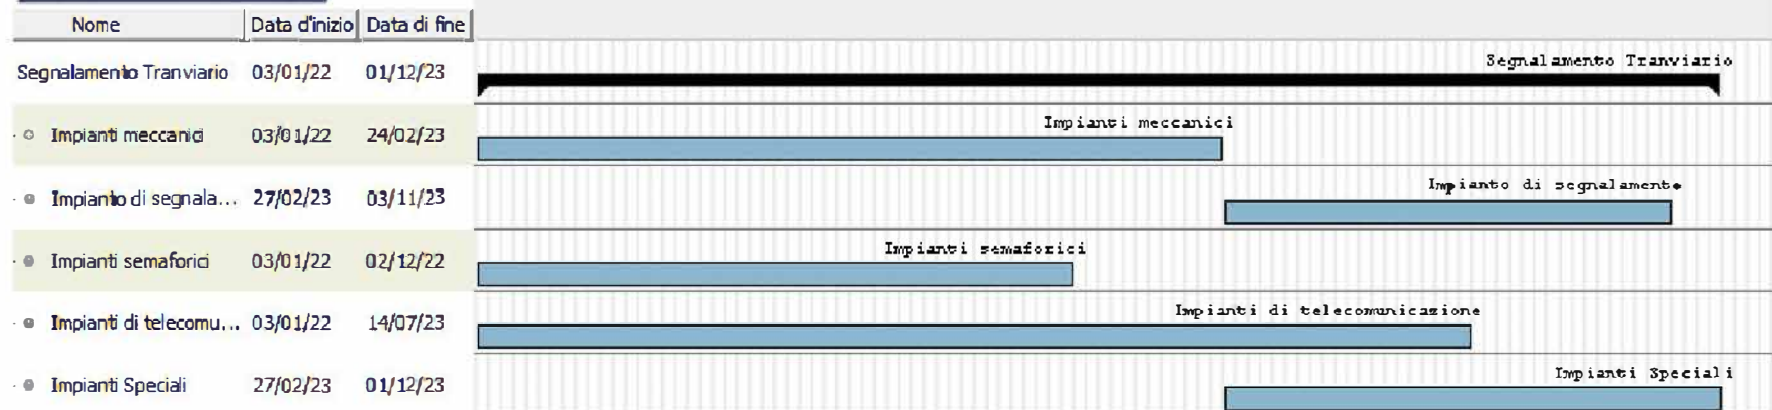 Nome Data d'inizio Data di fine
Segnalamento Tranviario 03/01/22 01/12/23 Segnalamento Tranviario
Impianti meccanici 03/01/22 24/02/23 Impianti meccanici
Impianto di segnala... 27/02/23 03/11/23 Impianto di segnalamento
Impianti semaforici 03/01/22 02/12/22 Impianti semaforici
Impianti di telecomu... 03/01/22 14/07/23 Impianti di telecomunicazione
Impianti Speciali 27/02/23 01/12/23 Impianti Speciali